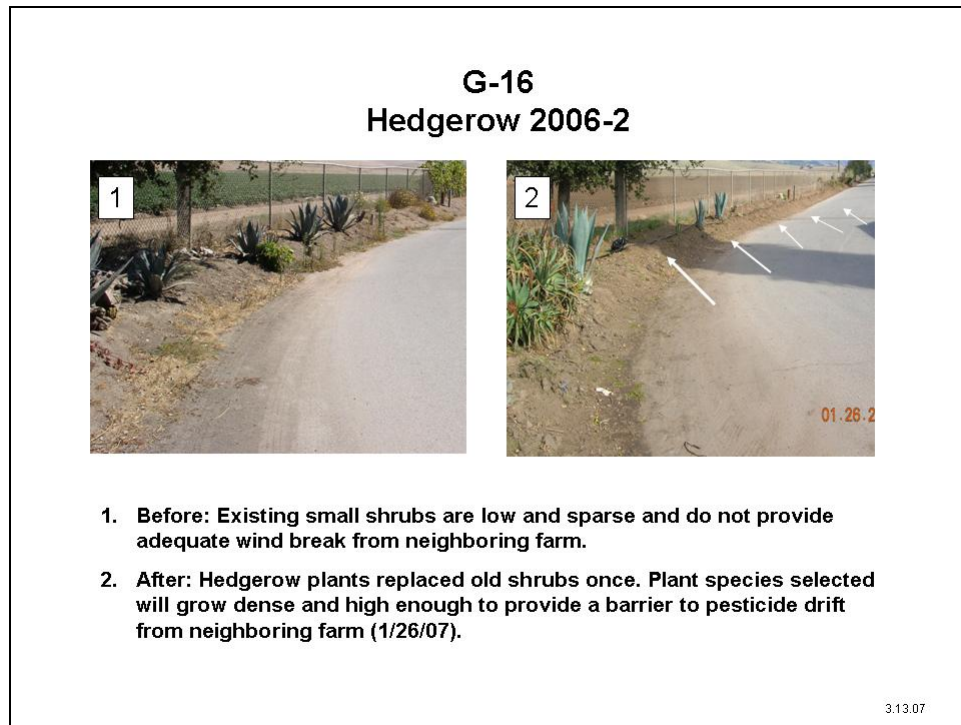 G-16
Hedgerow 2006-2
1
2
01.26.2
1. Before: Existing small shrubs are low and sparse and do not provide
adequate wind break from neighboring farm.
2. After: Hedgerow plants replaced old shrubs once. Plant species selected
will grow dense and high enough to provide a barrier to pesticide drift
from neighboring farm (1/26/07).
3.13.07